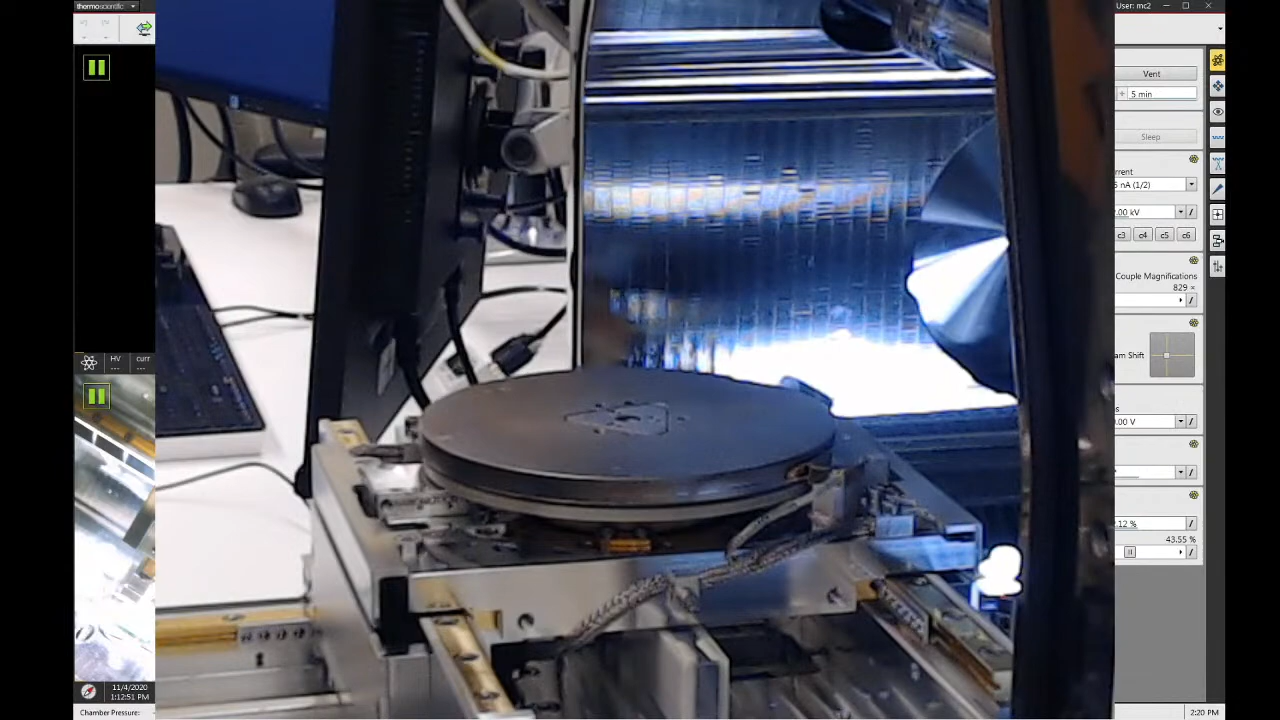 thermoscientific
User: mc2
Vent
5 min
Sleep
rrent
nA (1/2)
.00 kV
c3 c4 c5 c6
Couple Magnifications
829 ×
am Shift
.00 V
.12 %
43.55 %
HV
curr
---
---
11/4/2020
1:12:51 PM
Chamber Pressure:
2:20 PM